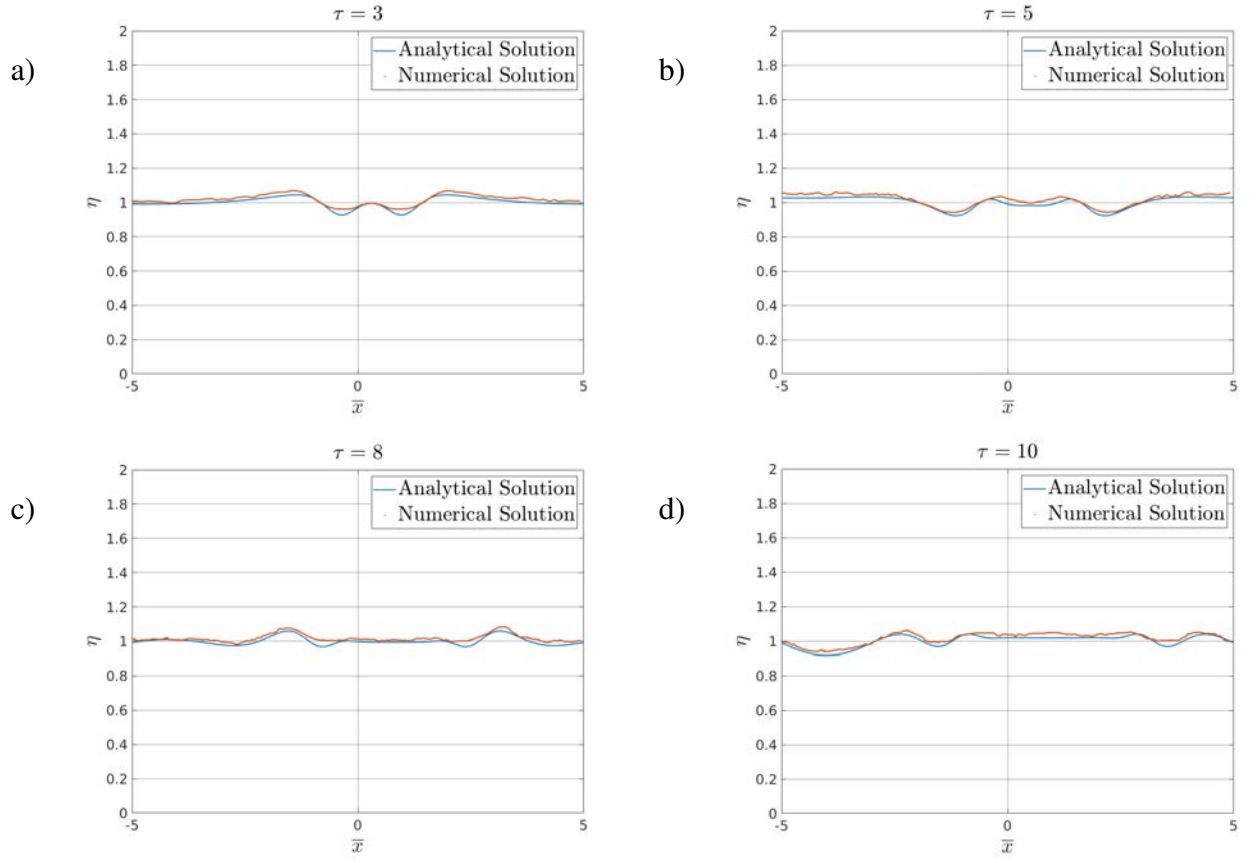 a)
τ = 3
Analytical Solution
Numerical Solution
2
1.8
1.6
1.4
1.2
1
0.8
0.6
0.4
0.2
0
η
-5 0 5
x̅
b)
τ = 5
Analytical Solution
Numerical Solution
2
1.8
1.6
1.4
1.2
1
0.8
0.6
0.4
0.2
0
η
-5 0 5
x̅
c)
τ = 8
Analytical Solution
Numerical Solution
2
1.8
1.6
1.4
1.2
1
0.8
0.6
0.4
0.2
0
η
-5 0 5
x̅
d)
τ = 10
Analytical Solution
Numerical Solution
2
1.8
1.6
1.4
1.2
1
0.8
0.6
0.4
0.2
0
η
-5 0 5
x̅